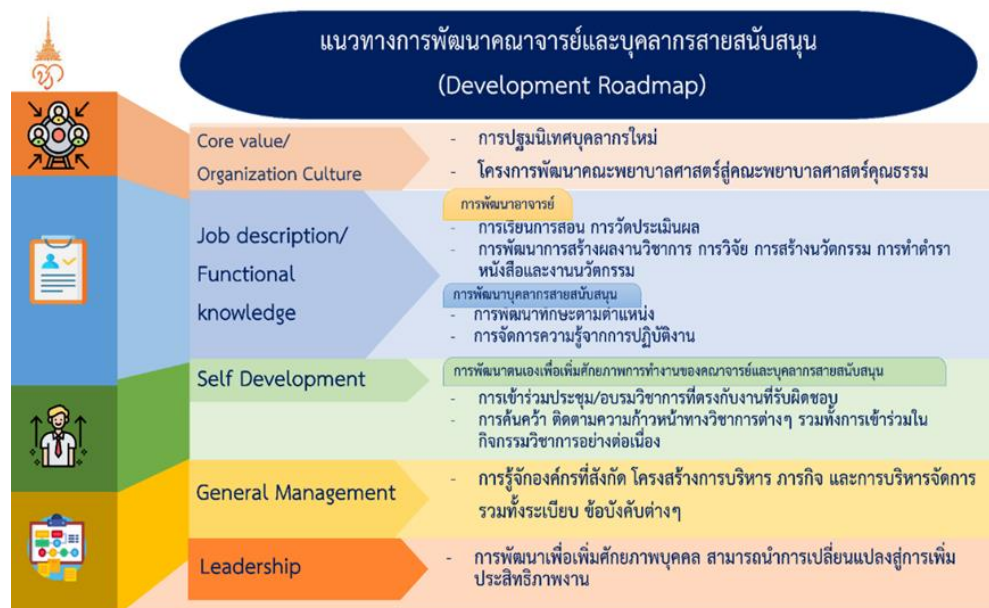 แนวทางการพัฒนาคณาจารย์และบุคลากรสายสนับสนุน
(Development Roadmap)
Core value/
Organization Culture
- การปฐมนิเทศบุคลากรใหม่
- โครงการพัฒนาคณะพยาบาลศาสตร์สู่คณะพยาบาลศาสตร์คุณธรรม
Job description/
Functional
knowledge
การพัฒนาอาจารย์
- การเรียนการสอน การวัดประเมินผล
- การพัฒนาการสร้างผลงานวิชาการ การวิจัย การสร้างนวัตกรรม การทำตำรา
หนังสือและงานนวัตกรรม
การพัฒนาบุคลากรสายสนับสนุน
- การพัฒนาทักษะตามตำแหน่ง
- การจัดการความรู้จากการปฏิบัติงาน
Self Development
การพัฒนาตนเองเพื่อเพิ่มศักยภาพการทำงานของคณาจารย์และบุคลากรสายสนับสนุน
- การเข้าร่วมประชุม/อบรมวิชาการที่ตรงกับงานที่รับผิดชอบ
- การค้นคว้า ติดตามความก้าวหน้าทางวิชาการต่างๆ รวมทั้งการเข้าร่วมใน
กิจกรรมวิชาการอย่างต่อเนื่อง
General Management
- การรู้จักองค์กรที่สังกัด โครงสร้างการบริหาร ภารกิจ และการบริหารจัดการ
รวมทั้งระเบียบ ข้อบังคับต่างๆ
Leadership
- การพัฒนาเพื่อเพิ่มศักยภาพบุคคล สามารถนำการเปลี่ยนแปลงสู่การเพิ่ม
ประสิทธิภาพงาน